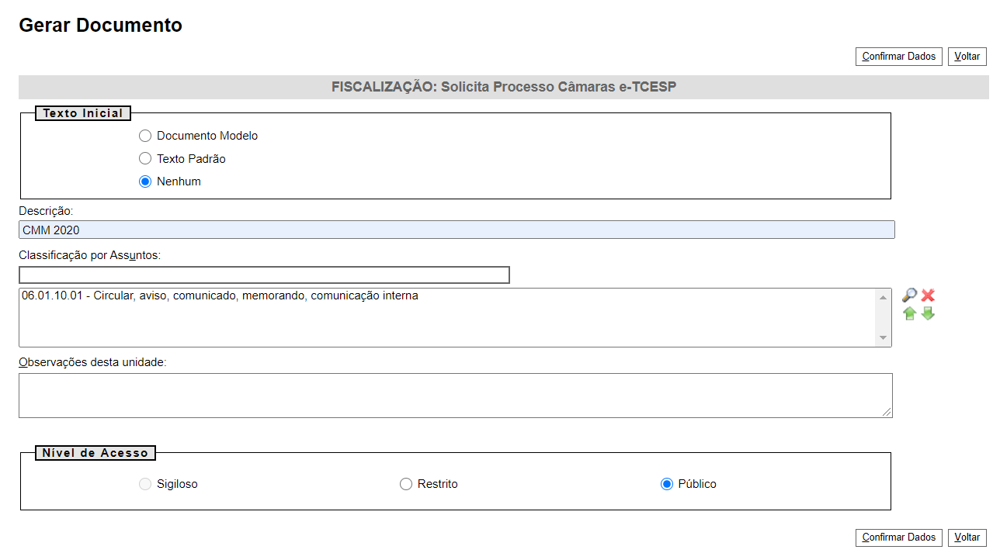 Gerar Documento
Confirmar Dados Voltar
FISCALIZAÇÃO: Solicita Processo Câmaras e-TCESP
Texto Inicial
Documento Modelo
Texto Padrão
Nenhum
Descrição:
CMM 2020
Classificação por Assuntos:
06.01.10.01 - Circular, aviso, comunicado, memorando, comunicação interna
Observações desta unidade:
Nível de Acesso
Sigiloso Restrito Público
Confirmar Dados Voltar